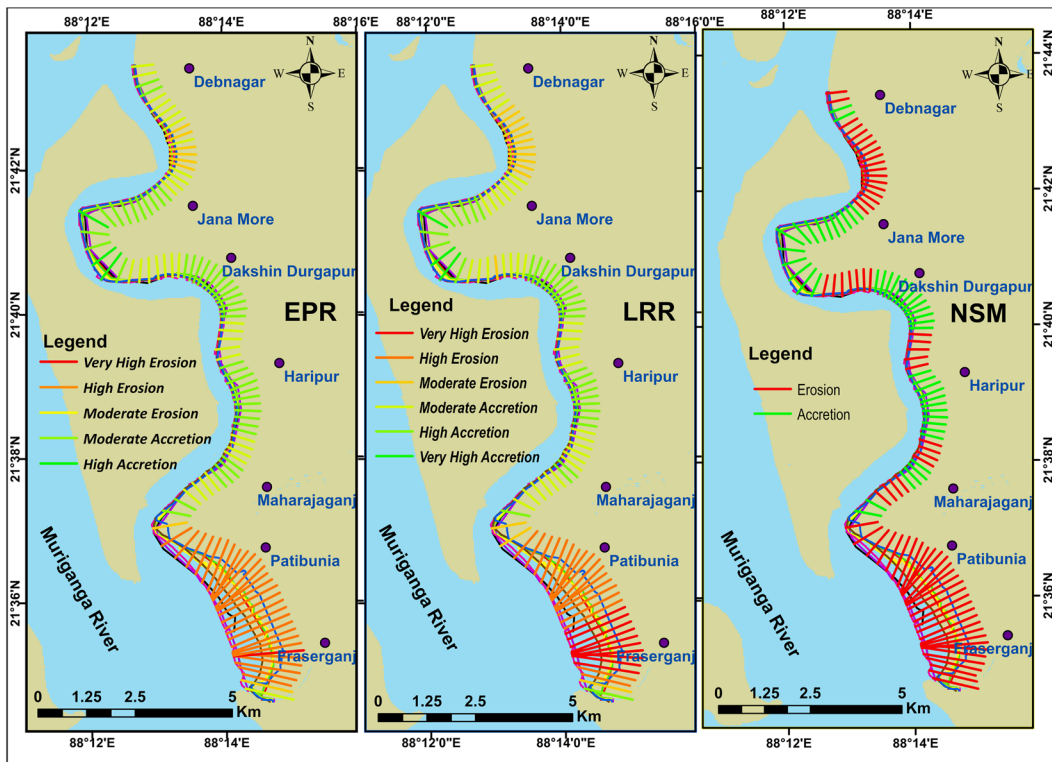 88°12'E 88°14'E 88°12'0"E 88°14'0"E 88°16'0"E 88°12'E 88°14'E
21°42'N
21°40'N
21°38'N
21°36'N
N
W E
S
Debnagar
Jana More
Dakshin Durgapur
EPR
Legend
Very High Erosion
High Erosion
Moderate Erosion
Moderate Accretion
High Accretion
Haripur
Maharajaganj
Patibunia
Fraserganj
Muriganga River
0 1.25 2.5 5
Km
88°12'E 88°14'E
N
W E
S
Debnagar
Jana More
Dakshin Durgapur
LRR
Legend
Very High Erosion
High Erosion
Moderate Erosion
Moderate Accretion
High Accretion
Very High Accretion
Haripur
Maharajaganj
Patibunia
Fraserganj
Muriganga River
0 1.25 2.5 5
Km
88°12'0"E 88°14'0"E
N
W E
S
Debnagar
Jana More
Dakshin Durgapur
NSM
Legend
Erosion
Accretion
Haripur
Maharajaganj
Patibunia
Fraserganj
Muriganga River
0 1.25 2.5 5
Km
21°44'N
21°42'N
21°40'N
21°38'N
21°36'N
88°12'E 88°14'E